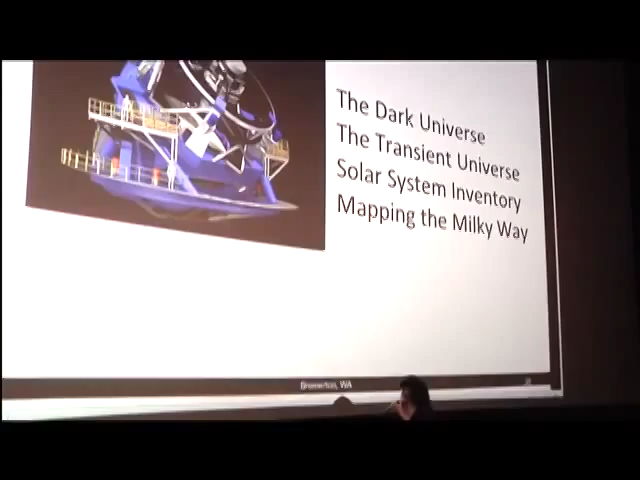 The Dark Universe
The Transient Universe
Solar System Inventory
Mapping the Milky Way
Bremerton, WA